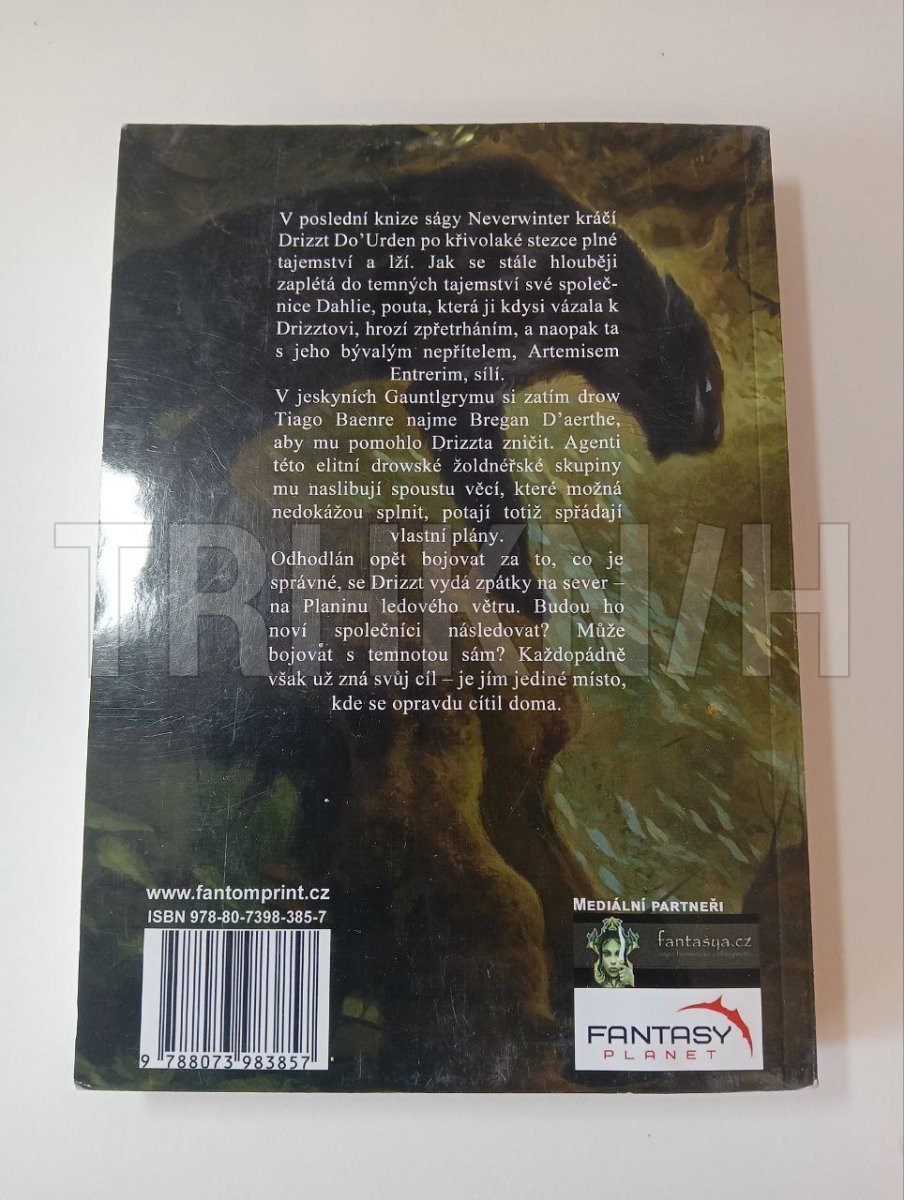 V poslední knize ságy Neverwinter kráčí
Drizzt Do’Urden po křivolaké stezce plné
tajemství a lží. Jak se stále hlouběji
zaplétá do temných tajemství své společ-
nice Dahlie, pouta, která ji kdysi vázala k
Drizztovi, hrozí zpřetrháním, a naopak ta
s jeho bývalým nepřítelem, Artemisem
Entrerim, sílí.
V jeskyních Gauntlgrymu si zatím drow
Tiago Baenre najme Bregan D’aerthe,
aby mu pomohlo Drizzta zničit. Agenti
této elitní drowské žoldnéřské skupiny
mu naslibují spoustu věcí, které možná
nedokážou splnit, potají totiž spřádají
vlastní plány.
Odhodlán opět bojovat za to, co je
správné, se Drizzt vydá zpátky na sever –
na Planinu ledového větru. Budou ho
noví společníci následovat? Může
bojovat s temnotou sám? Každopádně
však už zná svůj cíl – je jím jediné místo,
kde se opravdu cítil doma.
TRHKNIH
www.fantomprint.cz
ISBN 978-80-7398-385-7
9 788073 983857
MEDIÁLNÍ PARTNEŘI
fantasya.cz
FANTASY
PLANET